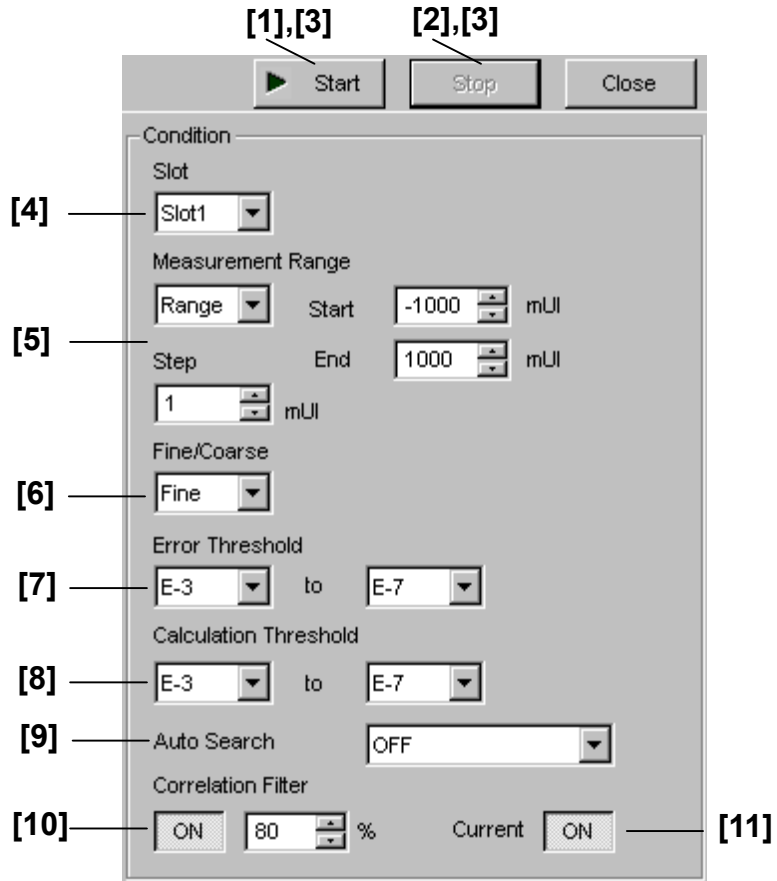 [1],[3] [2],[3]
Start Stop Close
Condition
Slot
[4] Slot1
Measurement Range
Range Start -1000 mUI
[5]
Step End 1000 mUI
1 mUI
Fine/Coarse
[6] Fine
Error Threshold
[7] E-3 to E-7
Calculation Threshold
[8] E-3 to E-7
[9] Auto Search OFF
Correlation Filter
[10] ON 80 % Current ON [11]